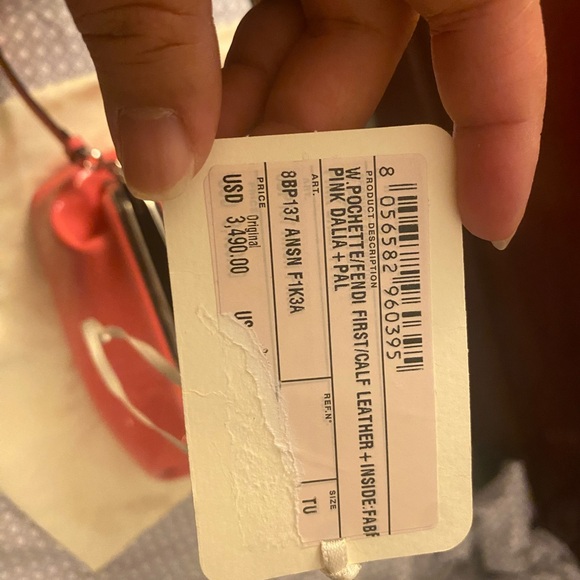 8 056582 960395
PRODUCT DESCRIPTION
W. POCHETTE/FENDI FIRST/CALF LEATHER+INSIDE:FABR
PINK DALIA+PAL
ART.
8BP137 ANSN F1K3A
REF.N°
SIZE
TU
PRICE
Original
USD 3,490.00